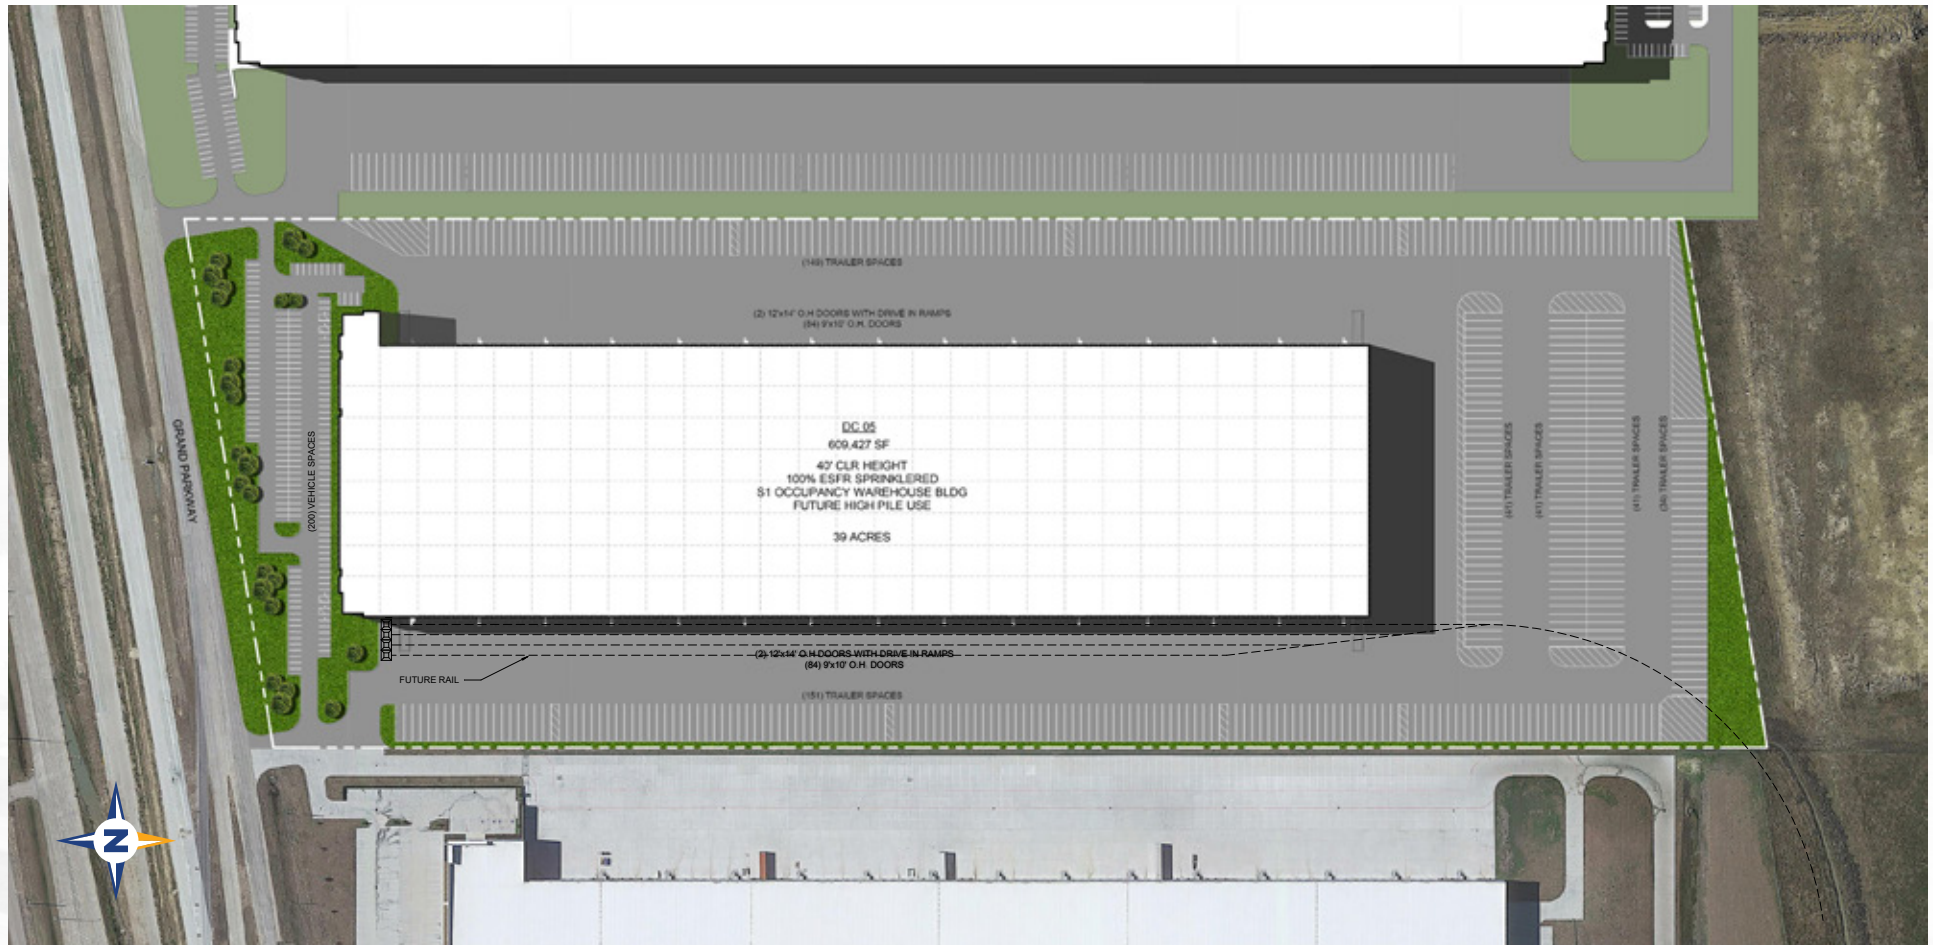 (149) TRAILER SPACES
(2) 12'x14' O.H DOORS WITH DRIVE IN RAMPS
(84) 9'x10' O.H. DOORS
GRAND PARKWAY
(200) VEHICLE SPACES
DC 05
609,427 SF
40' CLR HEIGHT
100% ESFR SPRINKLERED
S1 OCCUPANCY WAREHOUSE BLDG
FUTURE HIGH PILE USE
39 ACRES
(41) TRAILER SPACES
(41) TRAILER SPACES
(41) TRAILER SPACES
(34) TRAILER SPACES
(2) 12'x14' O.H DOORS WITH DRIVE IN RAMPS
(84) 9'x10' O.H. DOORS
FUTURE RAIL
(151) TRAILER SPACES
N